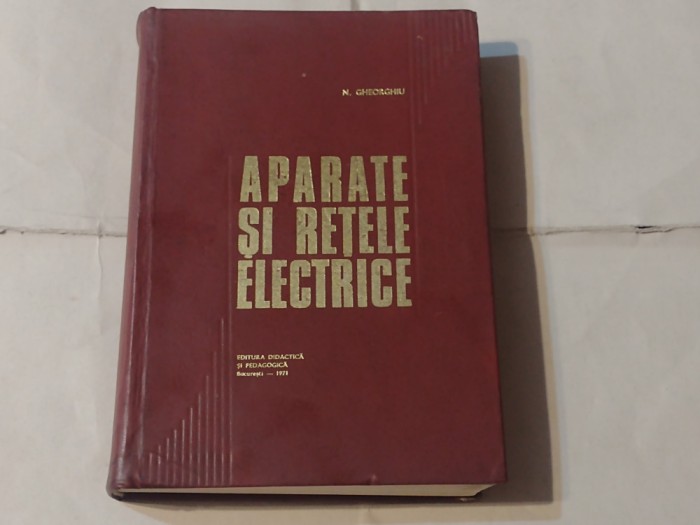 N. GHEORGHIU
APARATE
ȘI REȚELE
ELECTRICE
EDITURA DIDACTICĂ
ȘI PEDAGOGICĂ
București — 1971